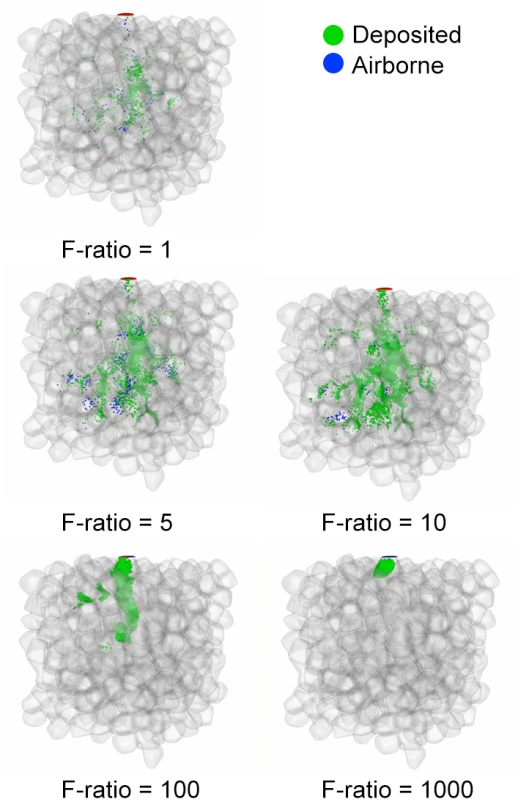 Deposited
Airborne
F-ratio = 1
F-ratio = 5
F-ratio = 10
F-ratio = 100
F-ratio = 1000